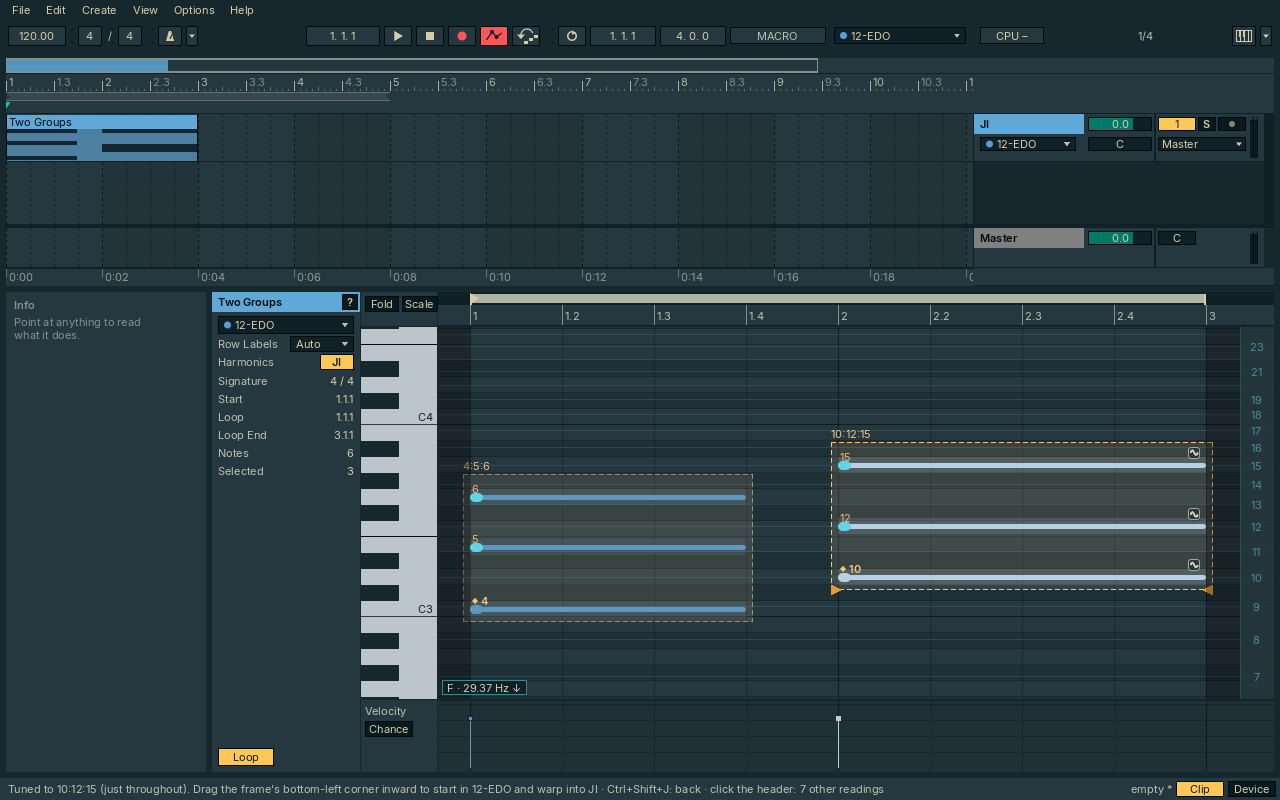 File Edit Create View Options Help
120.00 4 / 4 1. 1. 1 1. 1. 1 4. 0. 0 MACRO 12-EDO CPU – 1/4
1 1.3 2 2.3 3 3.3 4 4.3 5 5.3 6 6.3 7 7.3 8 8.3 9 9.3 10 10.3 1
Two Groups
JI 0.0 1 S
12-EDO C Master
Master 0.0 C
0:00 0:02 0:04 0:06 0:08 0:10 0:12 0:14 0:16 0:18
Info
Point at anything to read
what it does.
Two Groups ?
12-EDO
Row Labels Auto
Harmonics JI
Signature 4 / 4
Start 1.1.1
Loop 1.1.1
Loop End 3.1.1
Notes 6
Selected 3
Loop
Fold Scale
1 1.2 1.3 1.4 2 2.2 2.3 2.4 3
C4
C3
4:5:6
6
5
4
10:12:15
15
12
10
23
21
19
18
17
16
15
14
13
12
11
10
9
8
7
F · 29.37 Hz ↓
Velocity
Chance
Tuned to 10:12:15 (just throughout). Drag the frame's bottom-left corner inward to start in 12-EDO and warp into JI · Ctrl+Shift+J: back · click the header: 7 other readings
empty * Clip Device